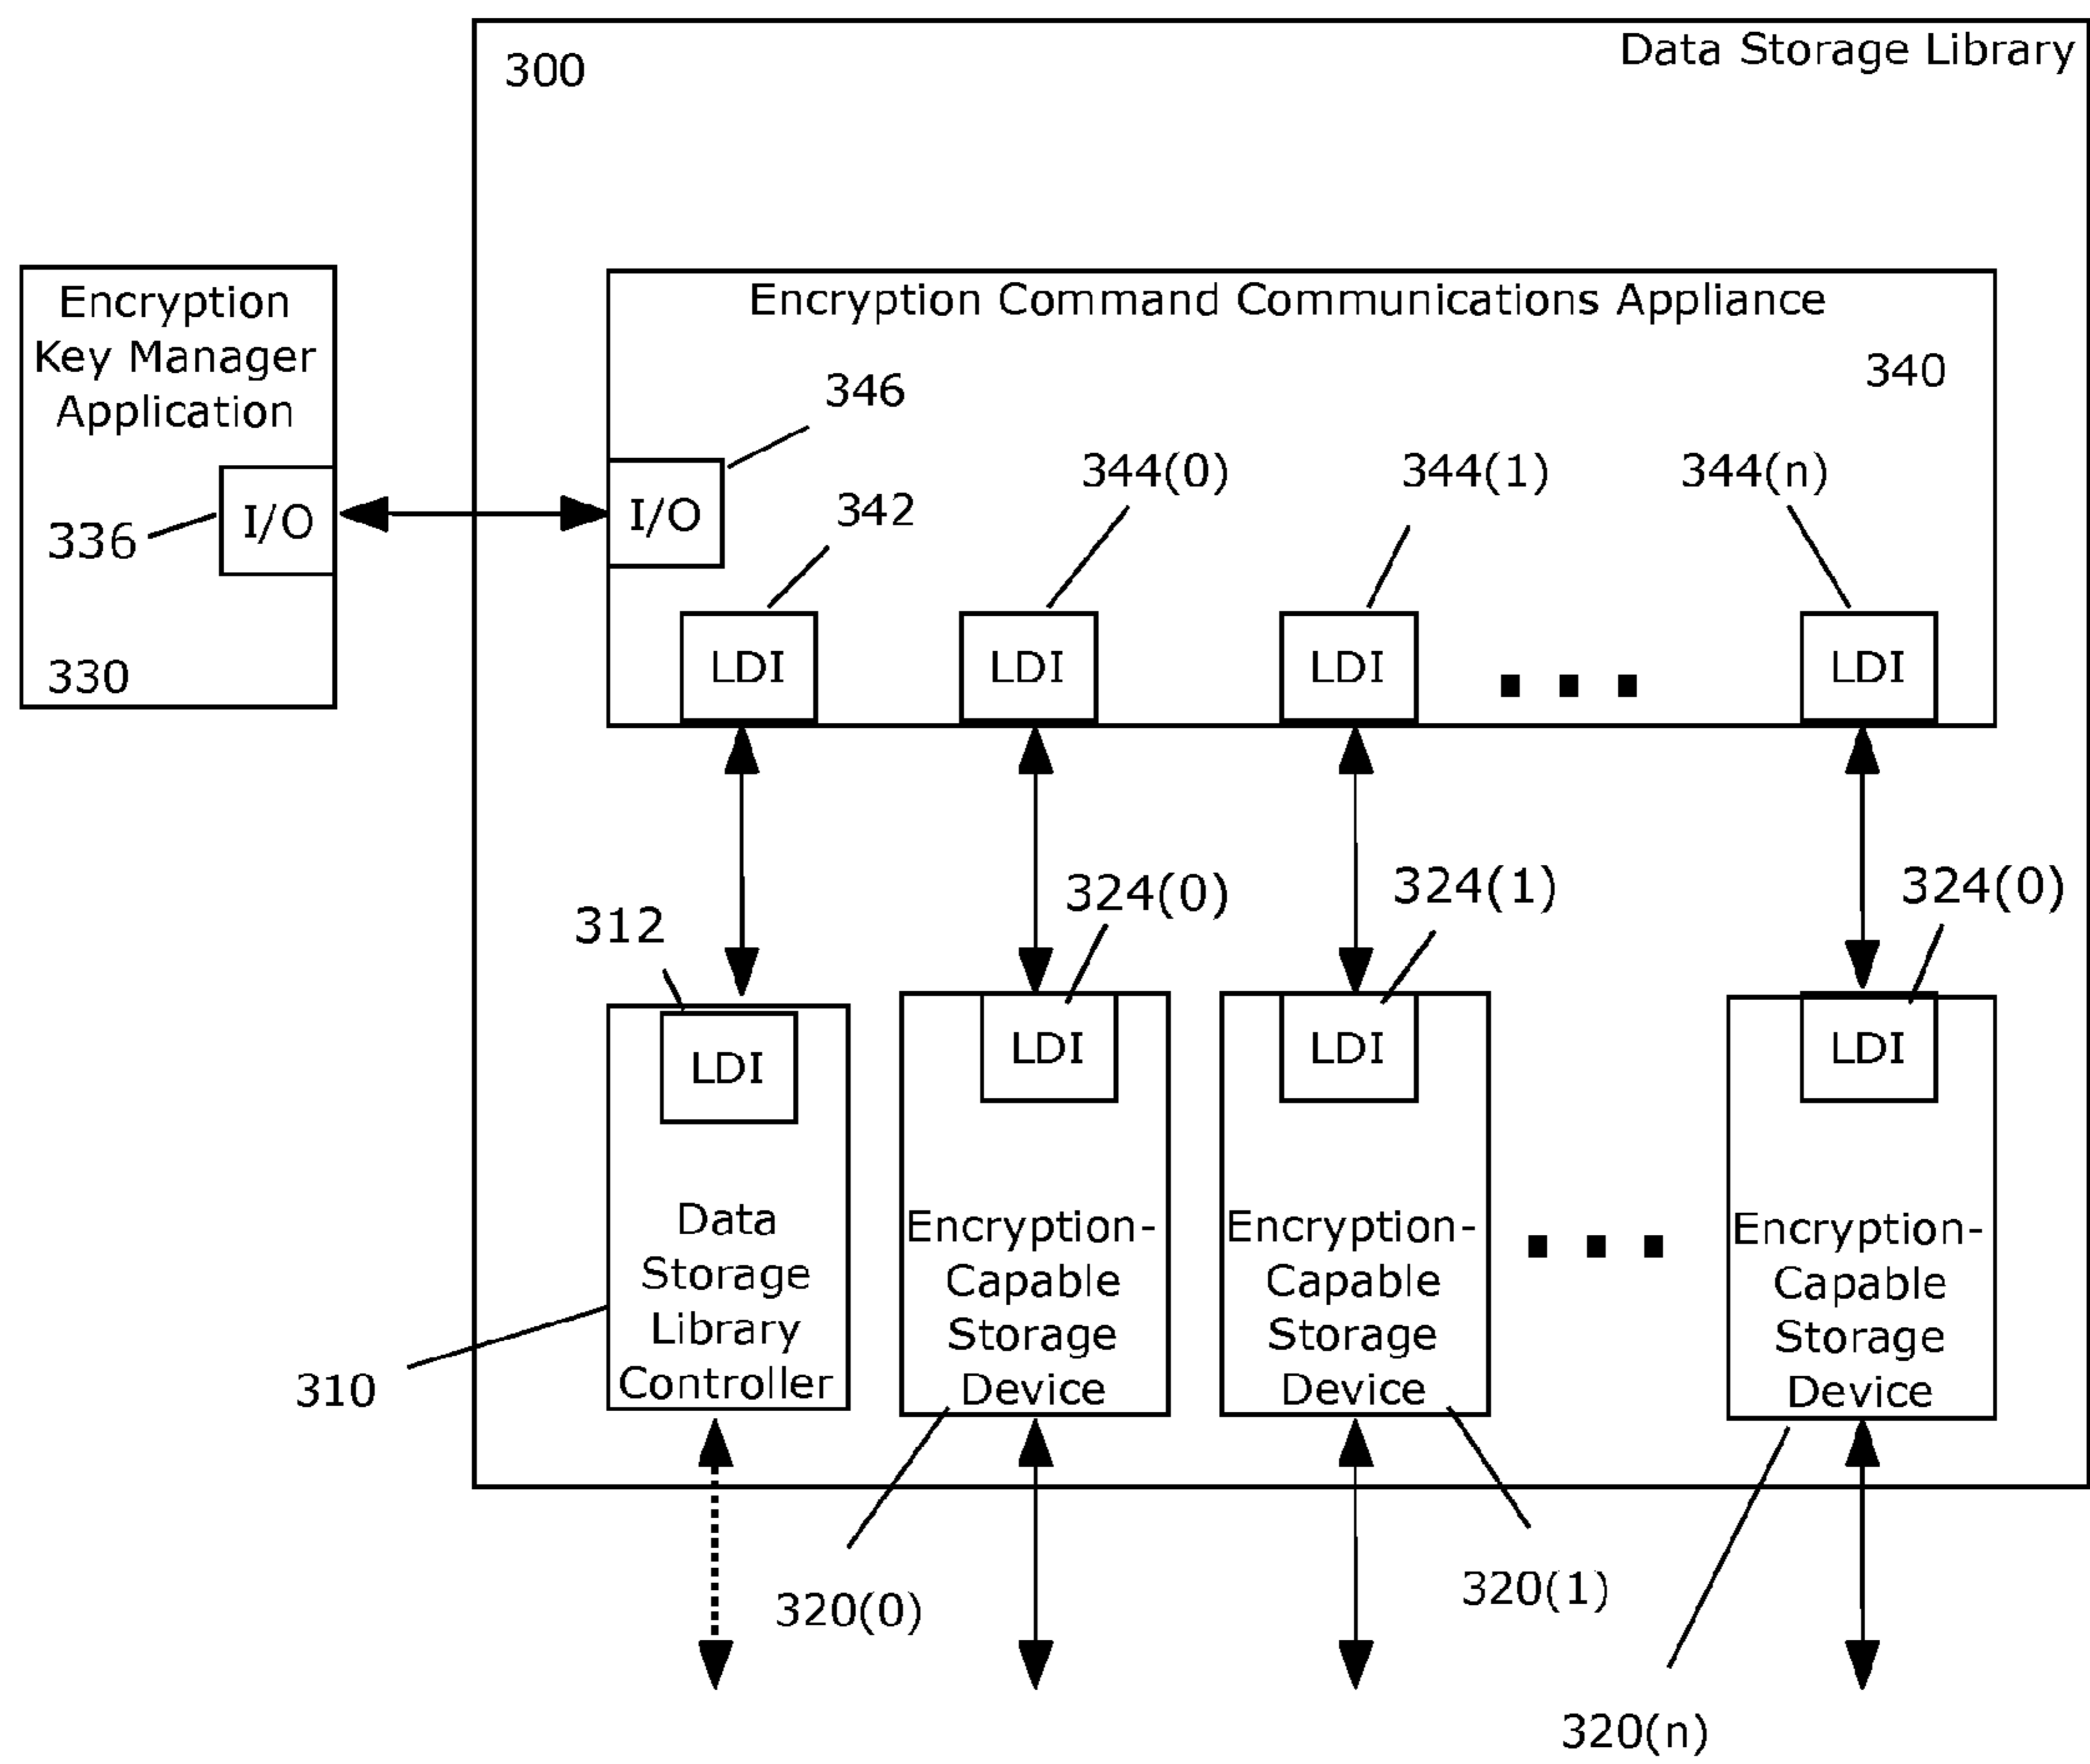 Data Storage Library
300
Encryption
Key Manager
Application
I/O
336
330
Encryption Command Communications Appliance
340
346
I/O
342
344(0)
344(1)
344(n)
LDI
LDI
LDI
LDI
312
324(0)
324(1)
324(0)
LDI
LDI
LDI
LDI
Data
Storage
Library
Controller
Encryption-
Capable
Storage
Device
Encryption-
Capable
Storage
Device
Encryption-
Capable
Storage
Device
310
320(0)
320(1)
320(n)